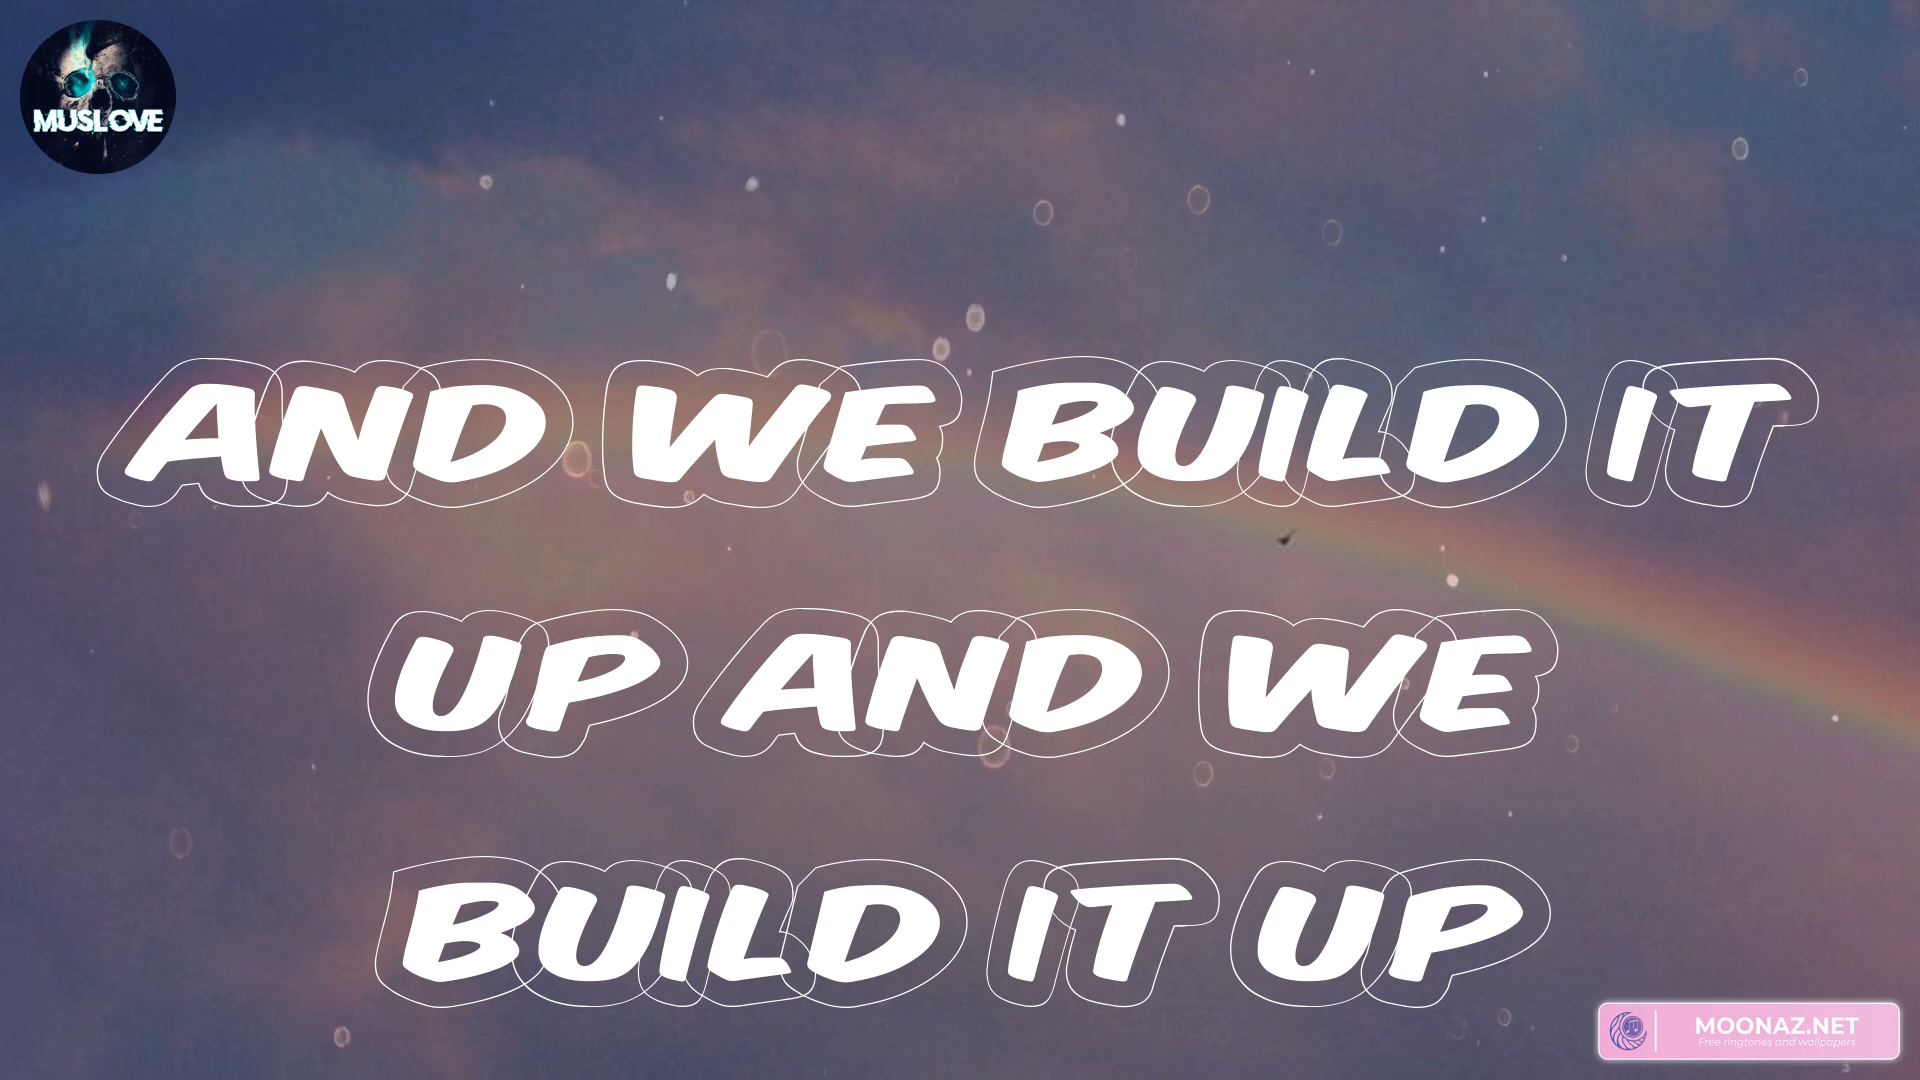 MUSLOVE
AND WE BUILD IT
UP AND WE
BUILD IT UP
MOONAZ.NET
Free ringtones and wallpapers